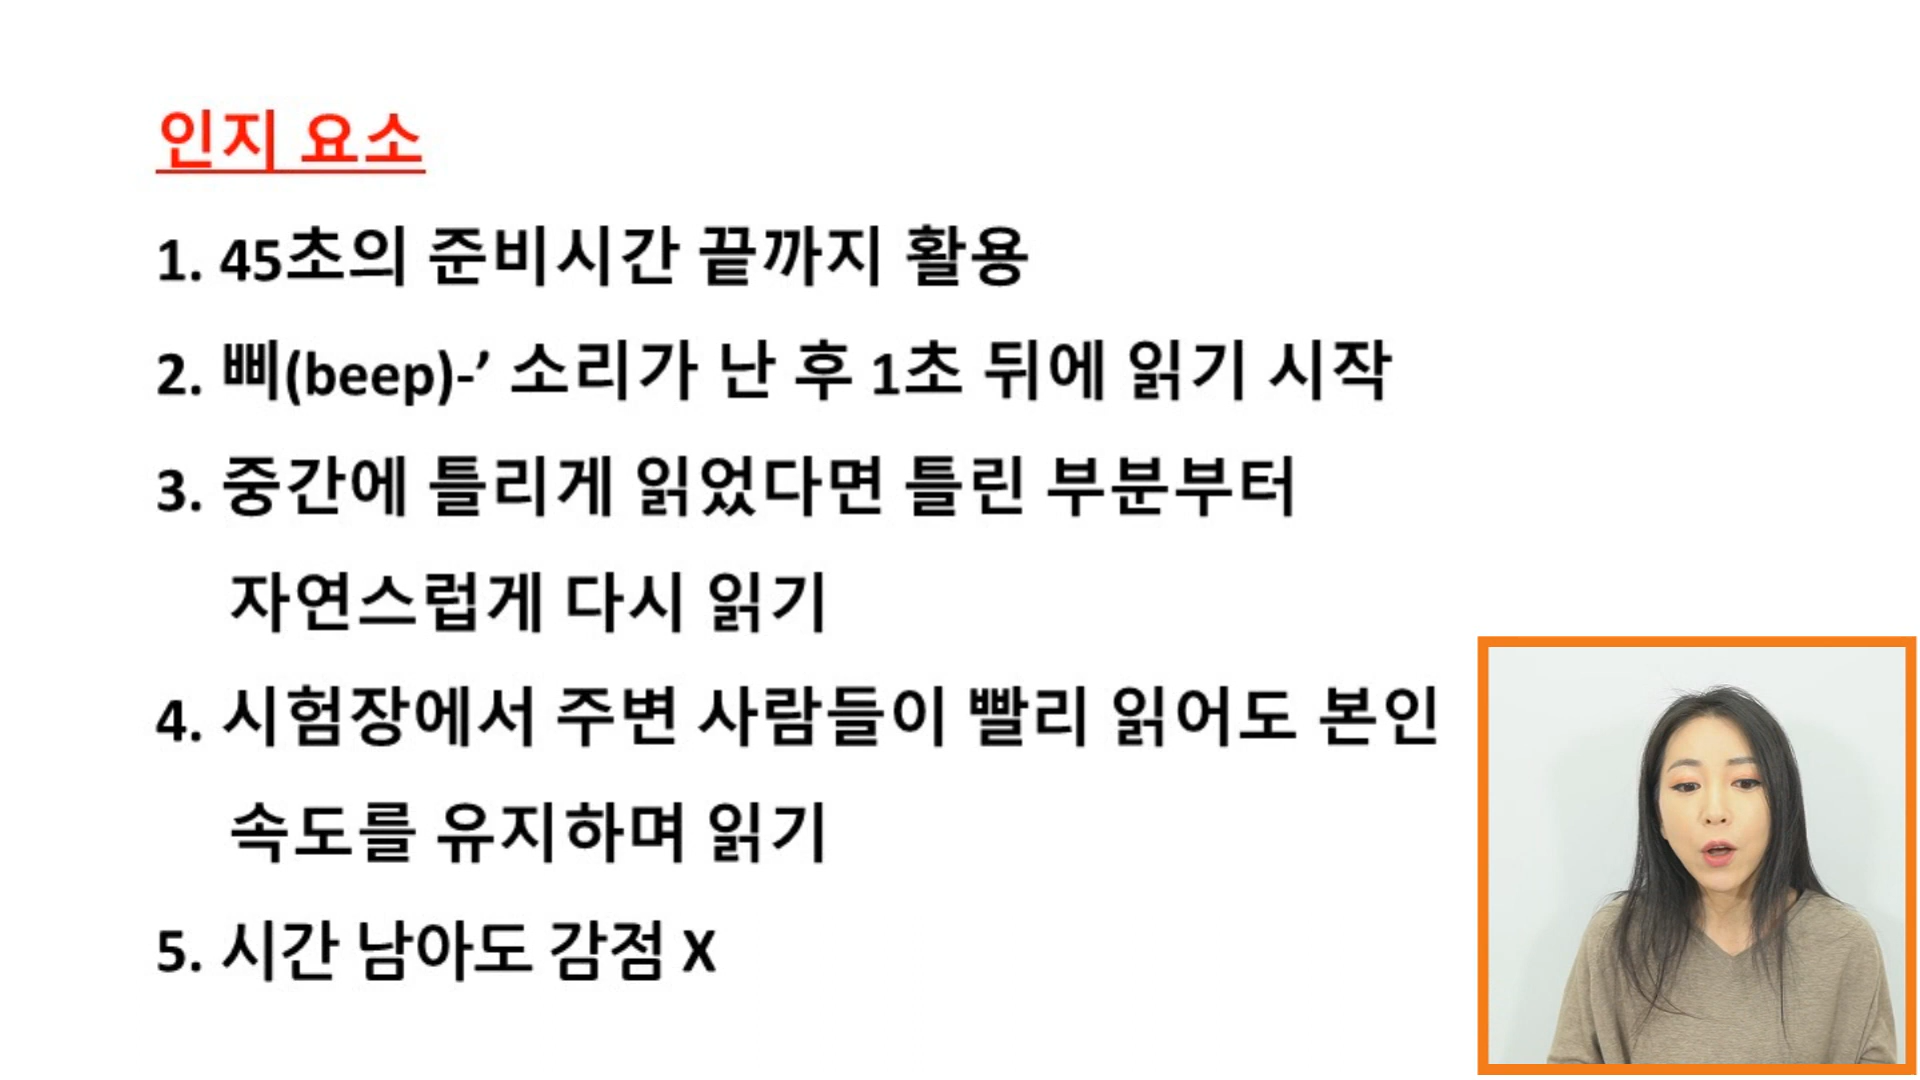 인지 요소
1. 45초의 준비시간 끝까지 활용
2. 삐(beep)-’ 소리가 난 후 1초 뒤에 읽기 시작
3. 중간에 틀리게 읽었다면 틀린 부분부터
자연스럽게 다시 읽기
4. 시험장에서 주변 사람들이 빨리 읽어도 본인
속도를 유지하며 읽기
5. 시간 남아도 감점 X